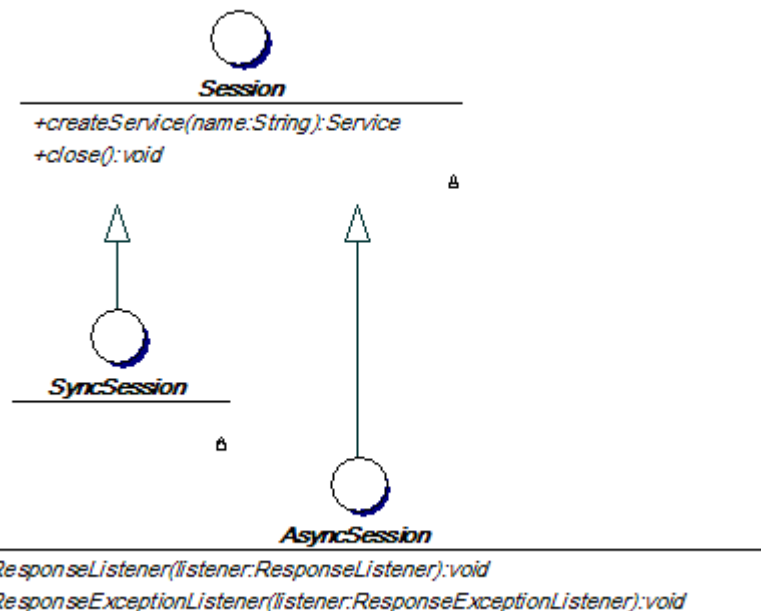 Session
+createService(name:String):Service
+close():void
SyncSession
AsyncSession
ResponseListener(listener:ResponseListener):void
ResponseExceptionListener(listener:ResponseExceptionListener):void